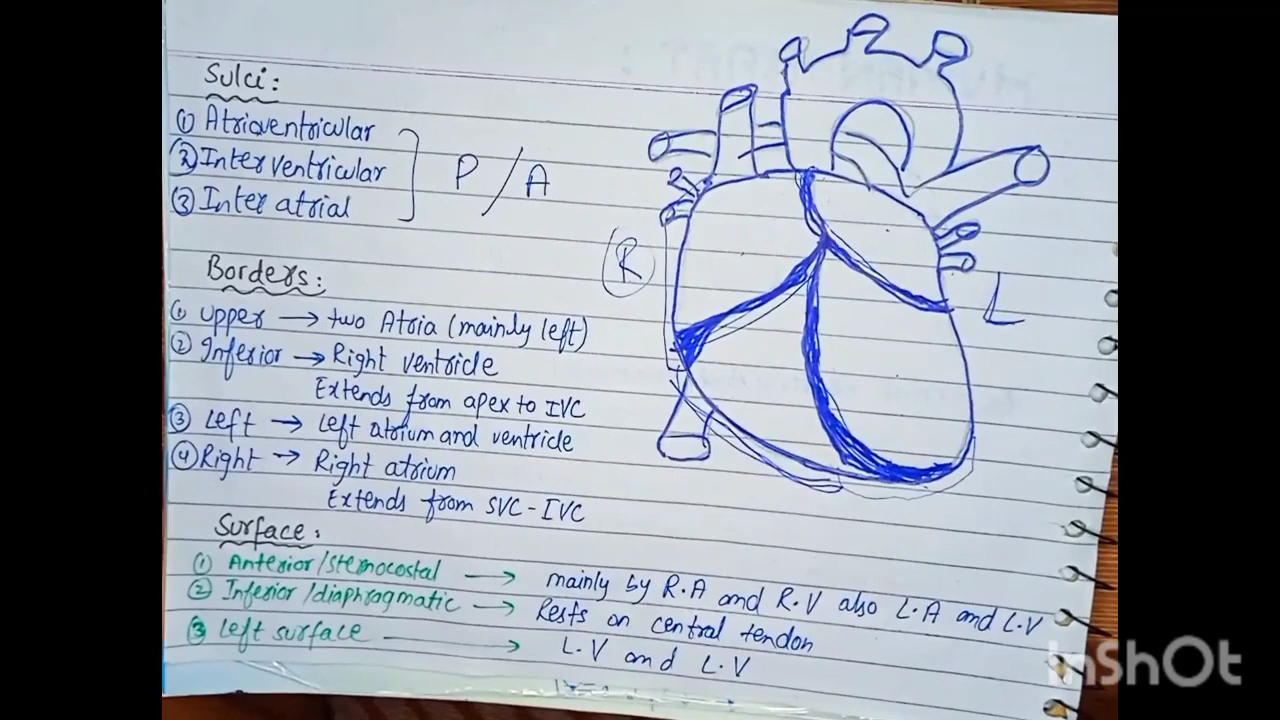 Sulci:
① Atrioventricular
② Inter ventricular
③ Inter atrial
P / A
Borders:
① Upper → two Atria (mainly left)
② Inferior → Right ventricle
Extends from apex to IVC
③ Left → Left atrium and ventricle
④ Right → Right atrium
Extends from SVC - IVC
Surface:
① Anterior/sternocostal → mainly by R.A and R.V also L.A and L.V
② Inferior/diaphragmatic → Rests on central tendon
③ Left surface → L.V and L.V
R
L
InShOt